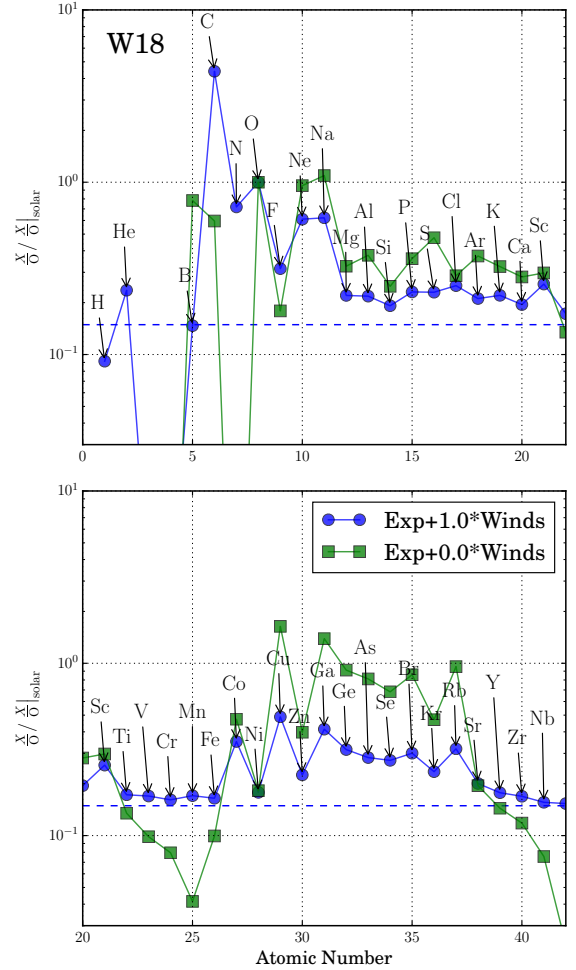 W18
X/O / X/O|solar
10^1
10^0
10^−1
H
He
B
C
N
O
F
Ne
Na
Mg
Al
Si
P
S
Cl
Ar
K
Ca
Sc
0 5 10 15 20
X/O / X/O|solar
10^1
10^0
10^−1
Exp+1.0*Winds
Exp+0.0*Winds
Sc
Ti
V
Cr
Mn
Fe
Co
Ni
Cu
Zn
Ga
Ge
As
Se
Br
Kr
Rb
Sr
Y
Zr
Nb
20 25 30 35 40
Atomic Number